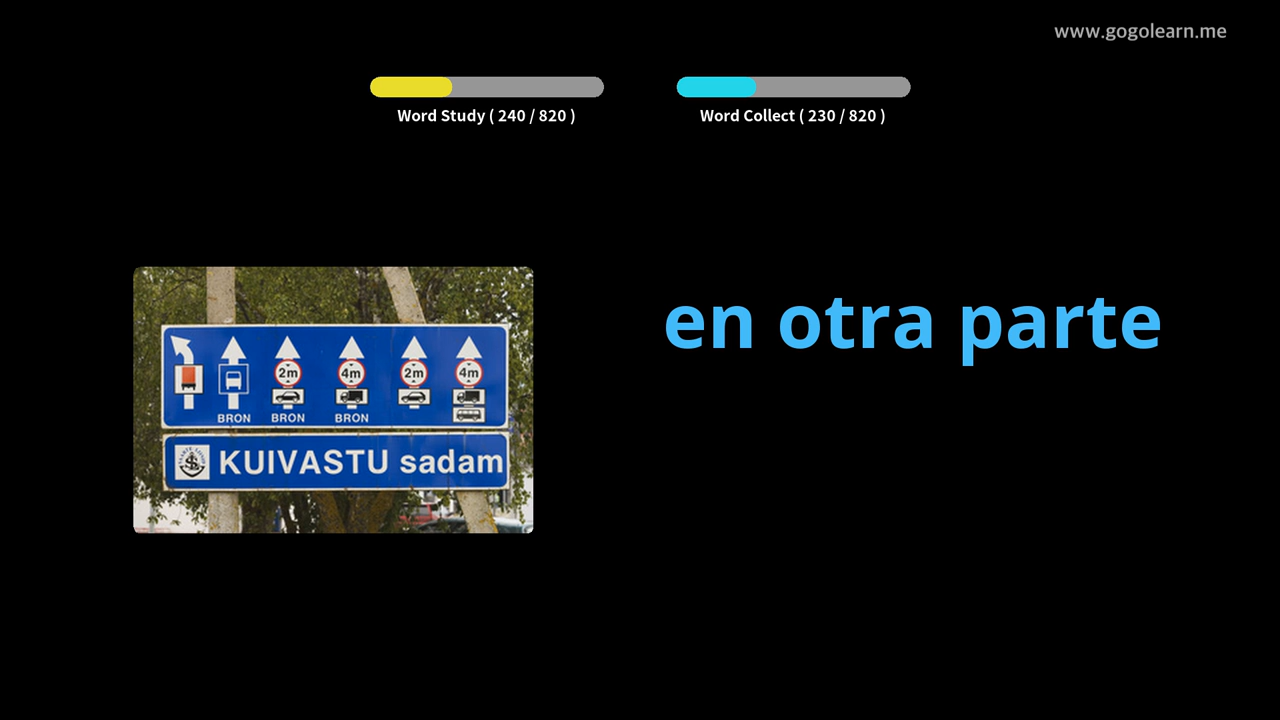 www.gogolearn.me
Word Study ( 240 / 820 )
Word Collect ( 230 / 820 )
en otra parte
2m 4m 2m 4m
BRON BRON BRON
KUIVASTU sadam